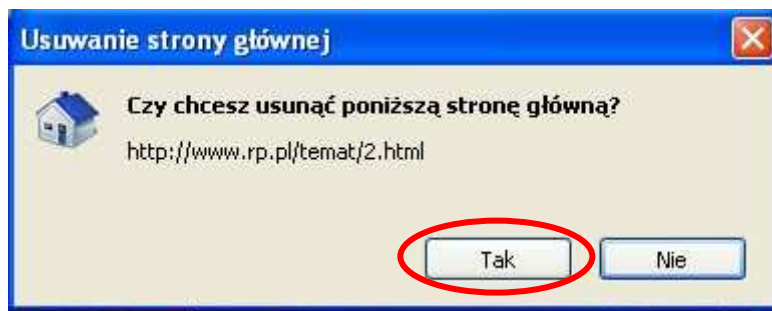 Usuwanie strony głównej
Czy chcesz usunąć poniższą stronę główną?
http://www.rp.pl/temat/2.html
Tak
Nie